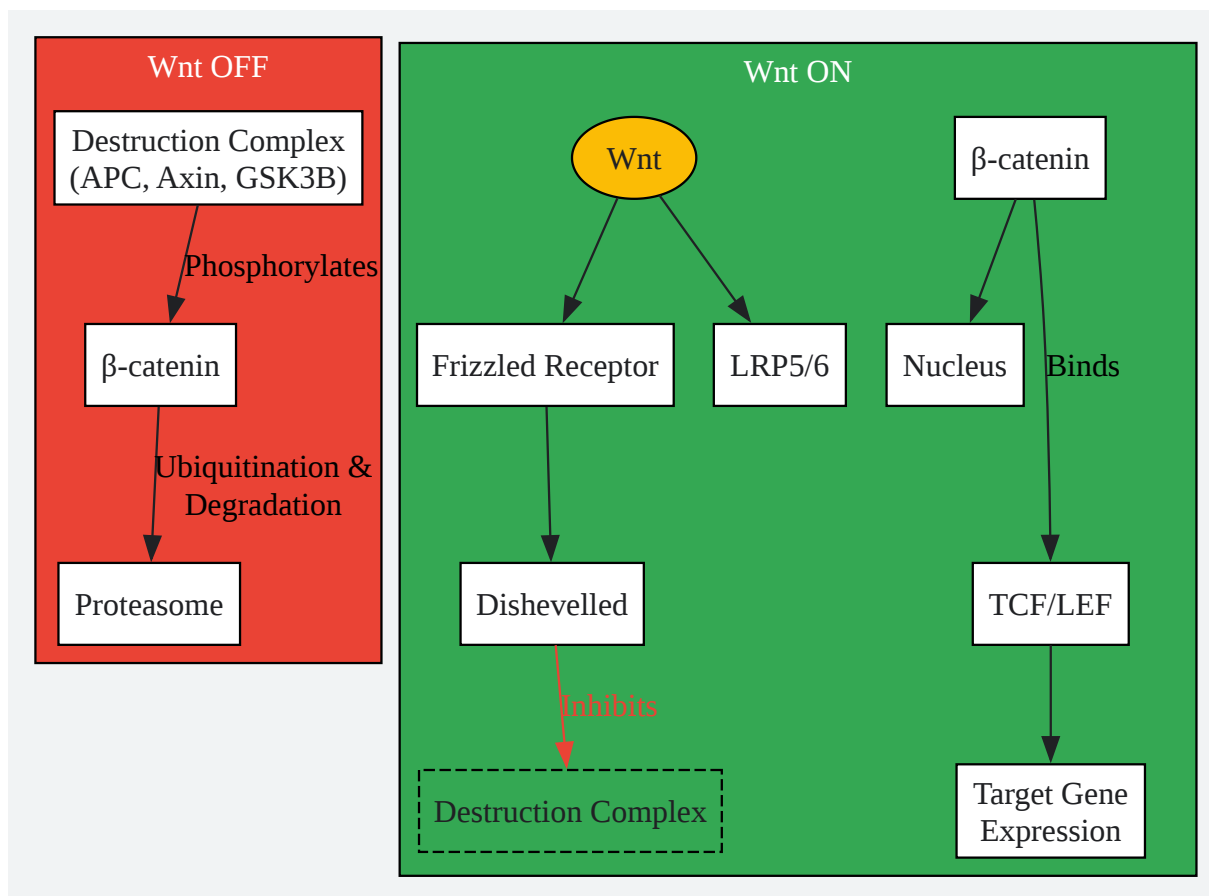 Wnt OFF
Destruction Complex
(APC, Axin, GSK3B)
Phosphorylates
β-catenin
Ubiquitination &
Degradation
Proteasome
Wnt ON
Wnt
β-catenin
Frizzled Receptor
LRP5/6
Nucleus
Binds
Dishevelled
TCF/LEF
Inhibits
Destruction Complex
Target Gene
Expression